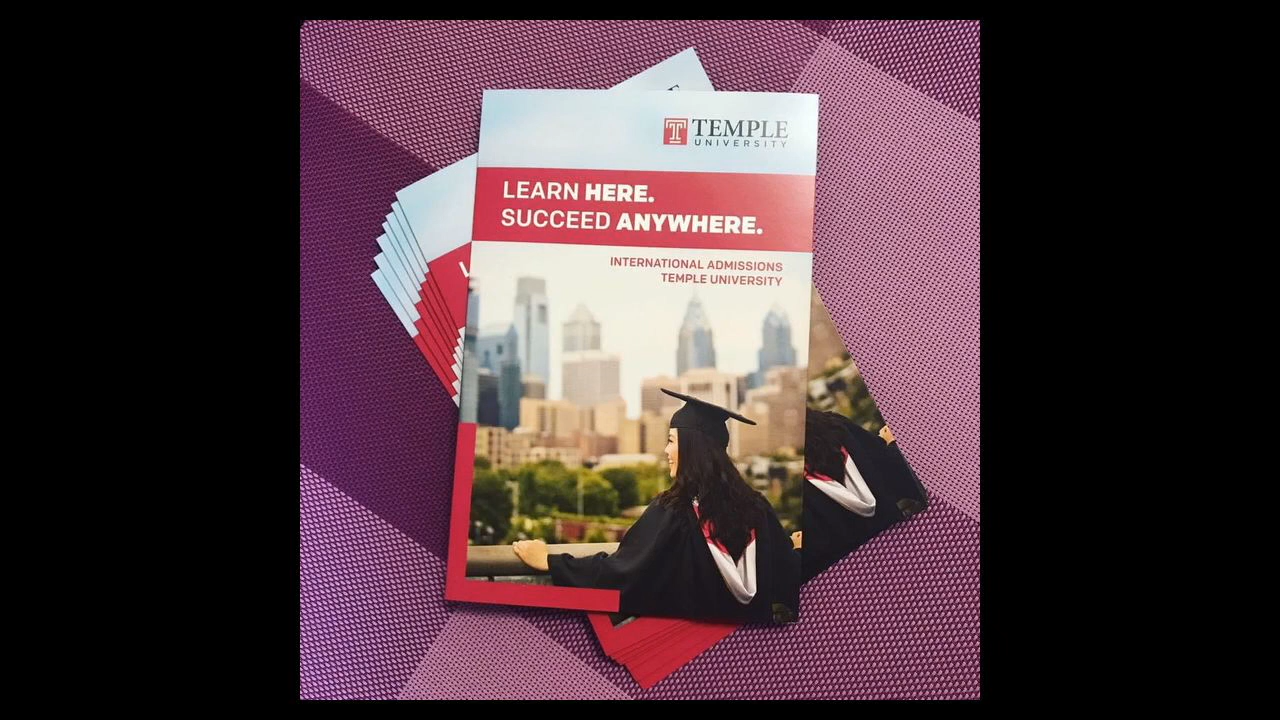 TEMPLE
UNIVERSITY
LEARN HERE.
SUCCEED ANYWHERE.
INTERNATIONAL ADMISSIONS
TEMPLE UNIVERSITY